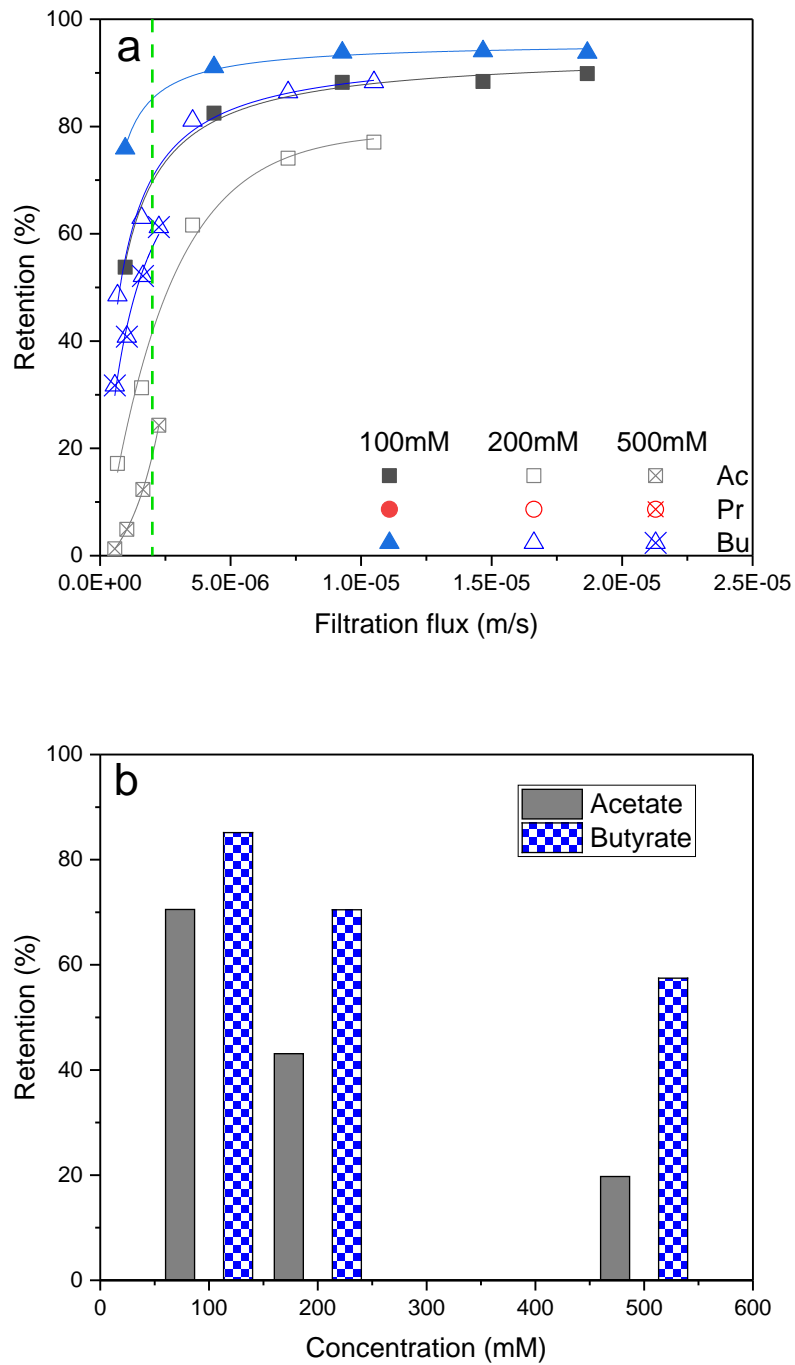 a
100
80
60
40
20
0
Retention (%)
100mM 200mM 500mM
Ac
Pr
Bu
0.0E+00 5.0E-06 1.0E-05 1.5E-05 2.0E-05 2.5E-05
Filtration flux (m/s)
b
100
80
60
40
20
0
Retention (%)
Acetate
Butyrate
0 100 200 300 400 500 600
Concentration (mM)